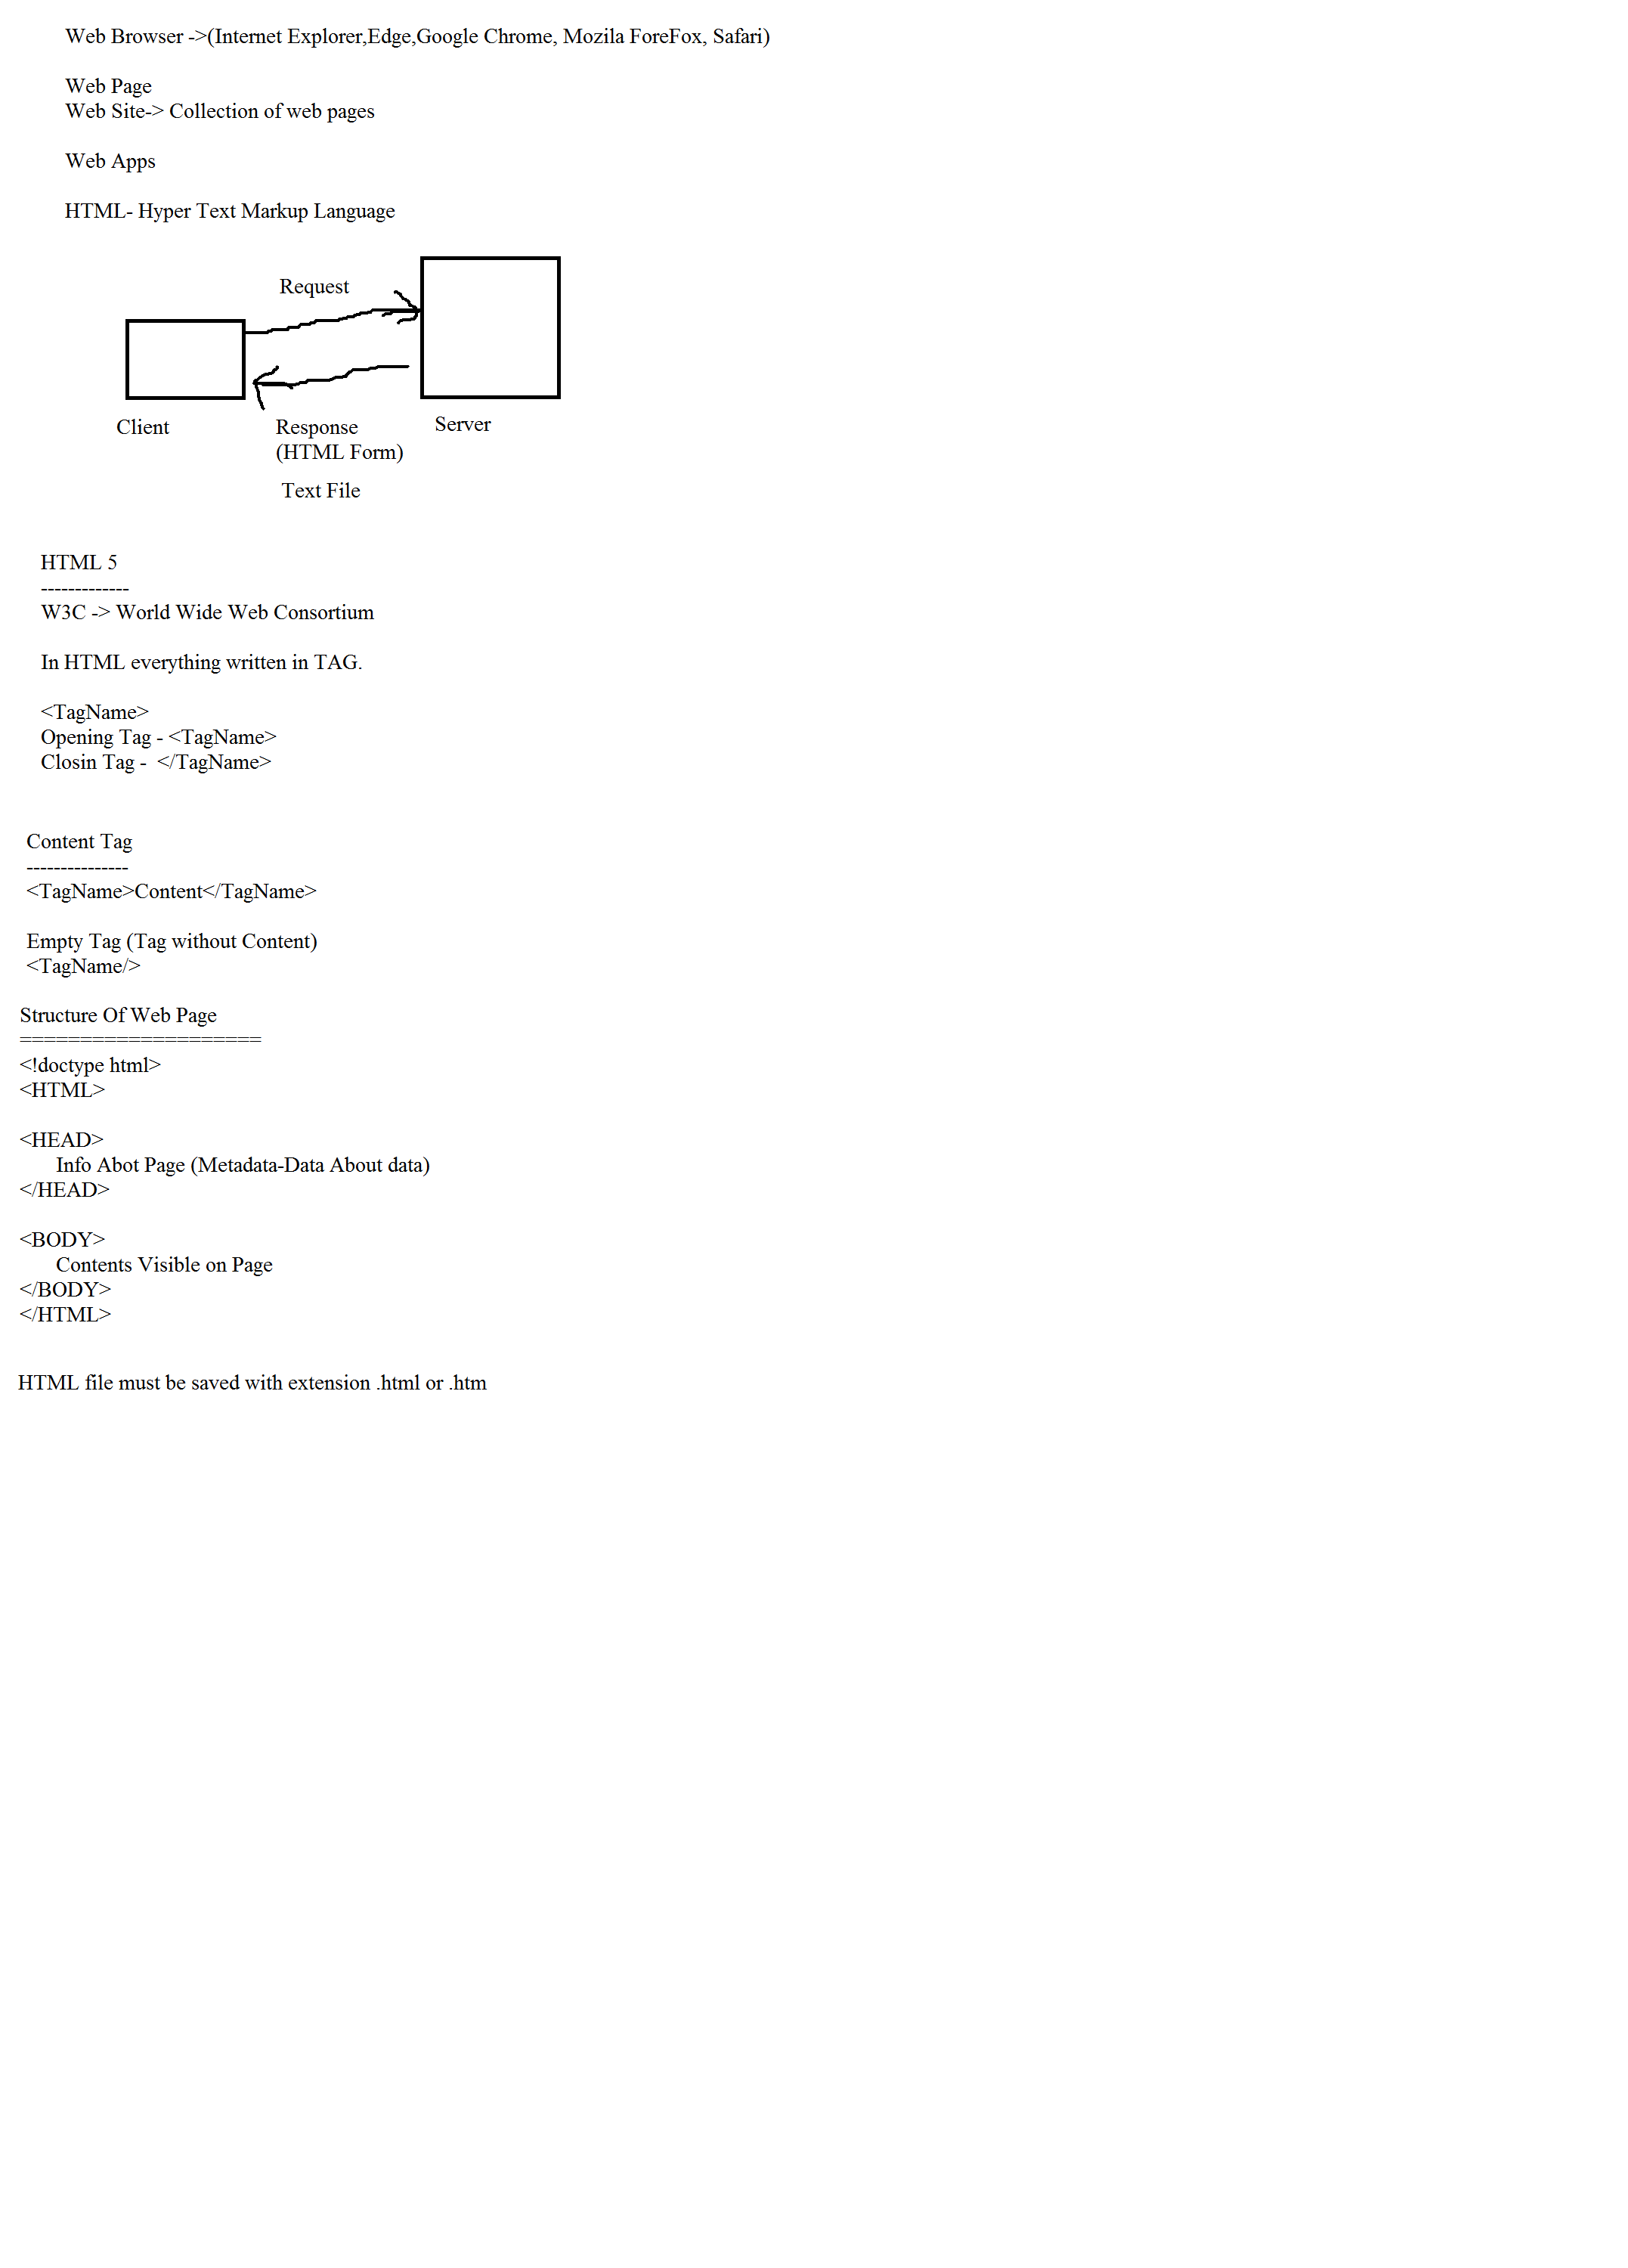 Web Browser ->(Internet Explorer,Edge,Google Chrome, Mozila ForeFox, Safari)
Web Page
Web Site-> Collection of web pages
Web Apps
HTML- Hyper Text Markup Language
Request
Client
Response
(HTML Form)
Server
Text File
HTML 5
-------------
W3C -> World Wide Web Consortium
In HTML everything written in TAG.
<TagName>
Opening Tag - <TagName>
Closin Tag -  </TagName>
Content Tag
---------------
<TagName>Content</TagName>
Empty Tag (Tag without Content)
<TagName/>
Structure Of Web Page
====================
<!doctype html>
<HTML>
<HEAD>
Info Abot Page (Metadata-Data About data)
</HEAD>
<BODY>
Contents Visible on Page
</BODY>
</HTML>
HTML file must be saved with extension .html or .htm